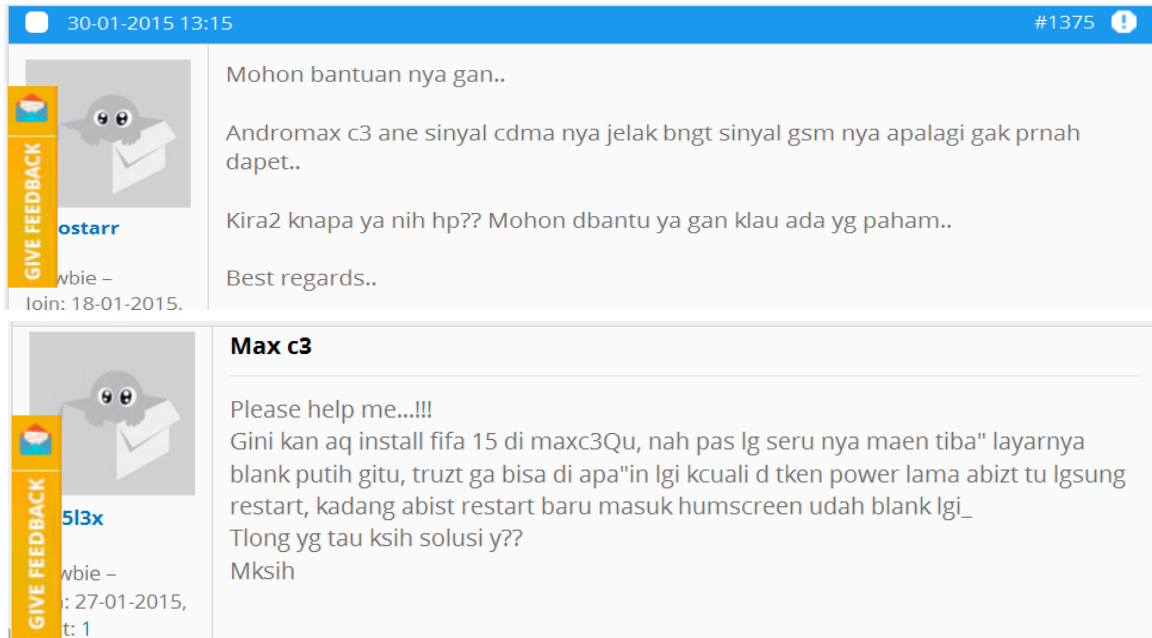 30-01-2015 13:15 #1375
Mohon bantuan nya gan..
Andromax c3 ane sinyal cdma nya jelak bngt sinyal gsm nya apalagi gak prnah
dapet..
Kira2 knapa ya nih hp?? Mohon dbantu ya gan klau ada yg paham..
Best regards..
GIVE FEEDBACK
ostarr
wbie –
Join: 18-01-2015,
Max c3
Please help me...!!!
Gini kan aq install fifa 15 di maxc3Qu, nah pas lg seru nya maen tiba" layarnya
blank putih gitu, truzt ga bisa di apa"in lgi kcuali d tken power lama abizt tu lgsung
restart, kadang abist restart baru masuk humscreen udah blank lgi_
Tlong yg tau ksih solusi y??
Mksih
GIVE FEEDBACK
5l3x
wbie –
: 27-01-2015,
t: 1